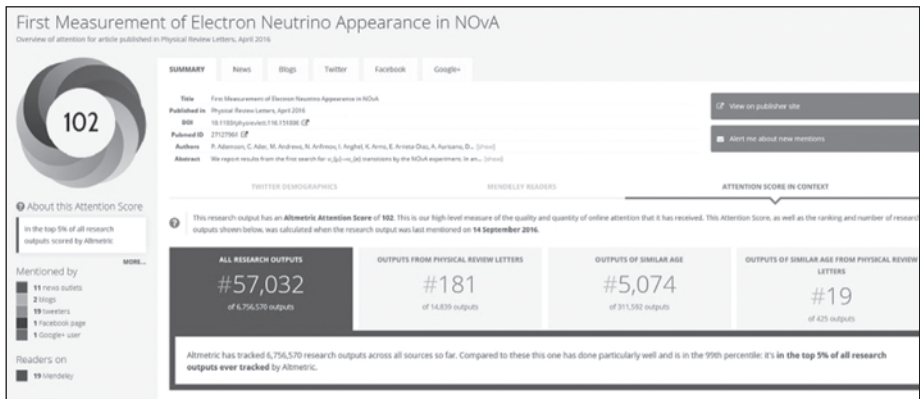 First Measurement of Electron Neutrino Appearance in NOvA
Overview of attention for article published in Physical Review Letters, April 2016
102
About this Attention Score
In the top 5% of all research
outputs scored by Altmetric
MORE...
Mentioned by
11 news outlets
2 blogs
19 tweeters
1 Facebook page
1 Google+ user
Readers on
19 Mendeley
SUMMARY News Blogs Twitter Facebook Google+
Title First Measurement of Electron Neutrino Appearance in NOvA
Published in Physical Review Letters, April 2016
DOI 10.1103/physrevlett.116.151806
Pubmed ID 27127961
Authors P. Adamson, C. Ader, M. Andrews, N. Anfimov, I. Anghel, K. Arms, E. Arrieta-Diaz, A. Aurisano, D... [show]
Abstract We report results from the first search for transitions by the NOvA experiment. In an... [show]
View on publisher site
Alert me about new mentions
TWITTER DEMOGRAPHICS MENDELEY READERS ATTENTION SCORE IN CONTEXT
This research output has an Altmetric Attention Score of 102. This is our high-level measure of the quality and quantity of online attention that it has received. This Attention Score, as well as the ranking and number of research
outputs shown below, was calculated when the research output was last mentioned on 14 September 2016.
ALL RESEARCH OUTPUTS
#57,032
of 6,756,570 outputs
OUTPUTS FROM PHYSICAL REVIEW LETTERS
#181
of 14,839 outputs
OUTPUTS OF SIMILAR AGE
#5,074
of 311,592 outputs
OUTPUTS OF SIMILAR AGE FROM PHYSICAL REVIEW
LETTERS
#19
of 425 outputs
Altmetric has tracked 6,756,570 research outputs across all sources so far. Compared to these this one has done particularly well and is in the 99th percentile: it's in the top 5% of all research
outputs ever tracked by Altmetric.